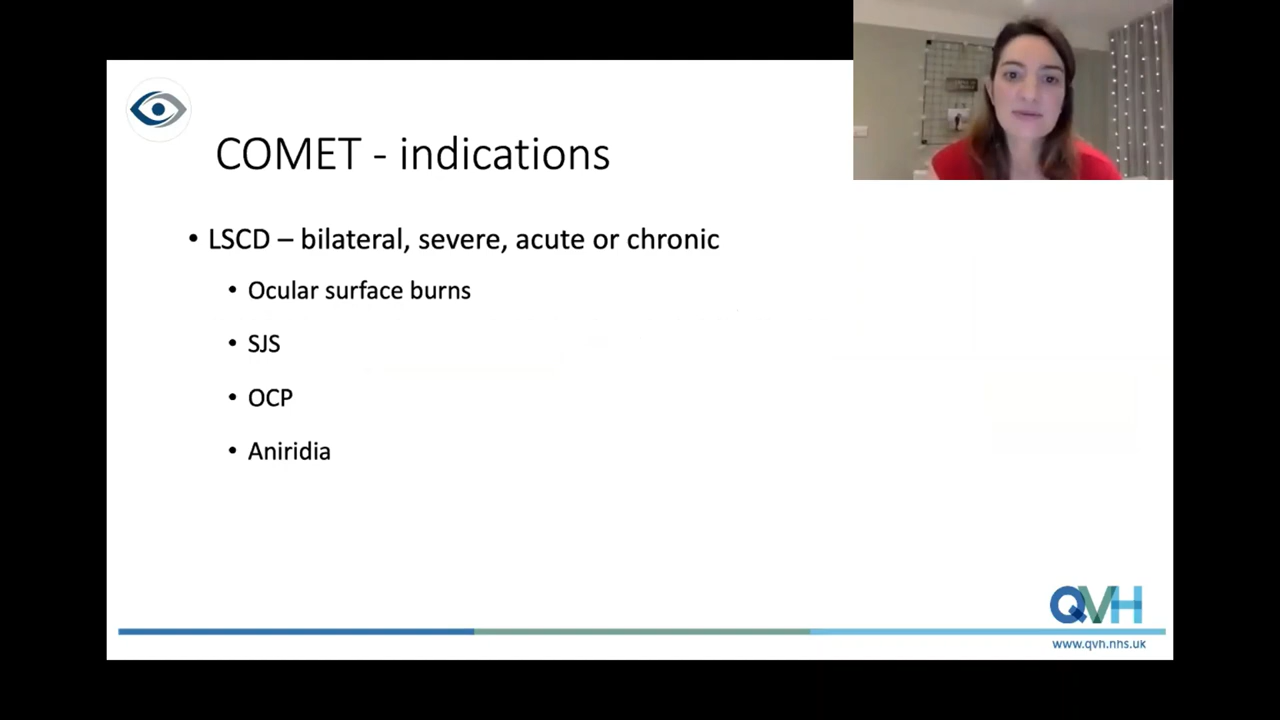 COMET - indications
• LSCD – bilateral, severe, acute or chronic
• Ocular surface burns
• SJS
• OCP
• Aniridia
QVH
www.qvh.nhs.uk